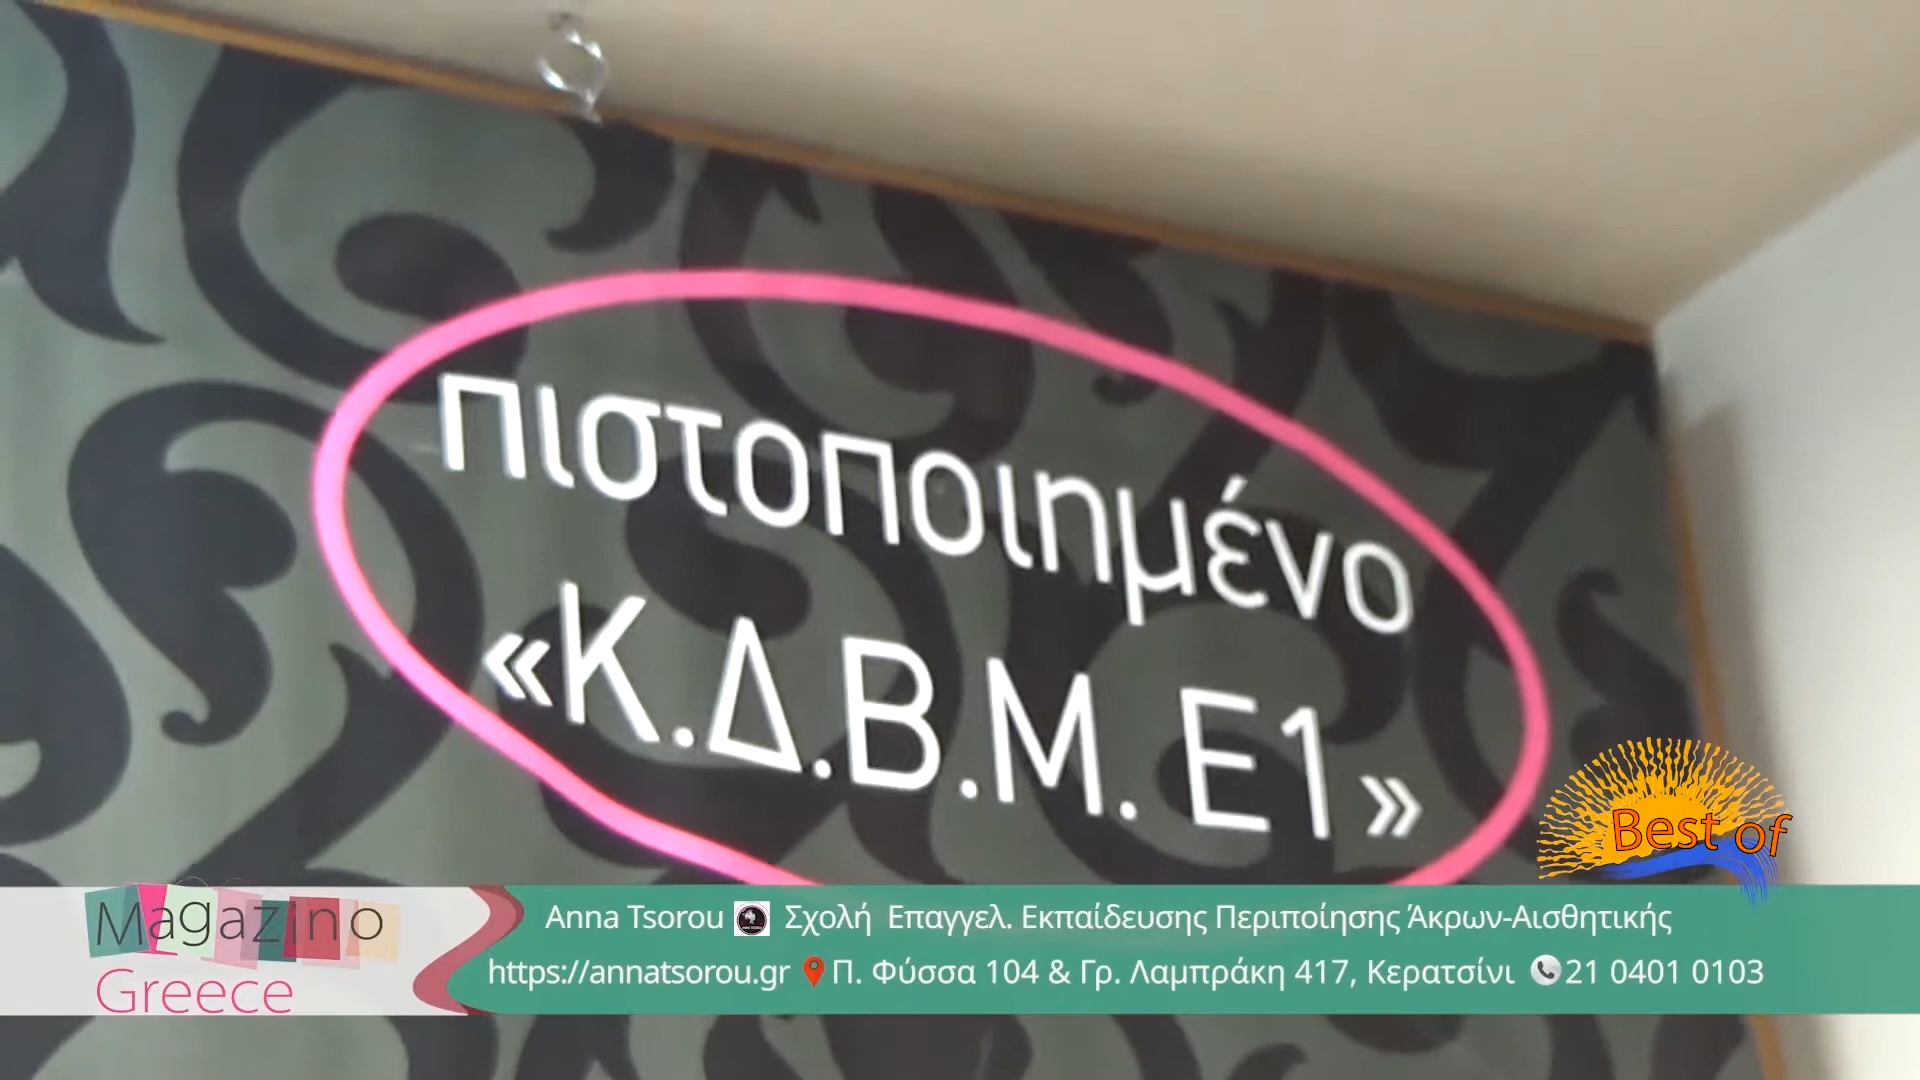 πιστοποιημένο
«Κ.Δ.Β.Μ. Ε1»
Best of
Magazino
Greece
Anna Tsorou Σχολή Επαγγελ. Εκπαίδευσης Περιποίησης Άκρων-Αισθητικής
https://annatsorou.gr Π. Φύσσα 104 & Γρ. Λαμπράκη 417, Κερατσίνι 21 0401 0103